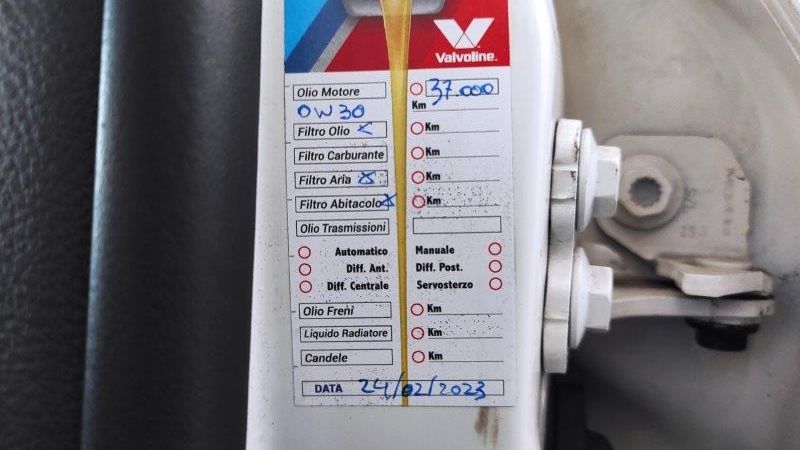 Valvoline™
Olio Motore 37.000
0W30 Km
Filtro Olio x Km
Filtro Carburante Km
Filtro Aria x Km
Filtro Abitacolo x Km
Olio Trasmissioni
Automatico Manuale
Diff. Ant. Diff. Post.
Diff. Centrale Servosterzo
Olio Freni Km
Liquido Radiatore Km
Candele Km
DATA 24/02/2023